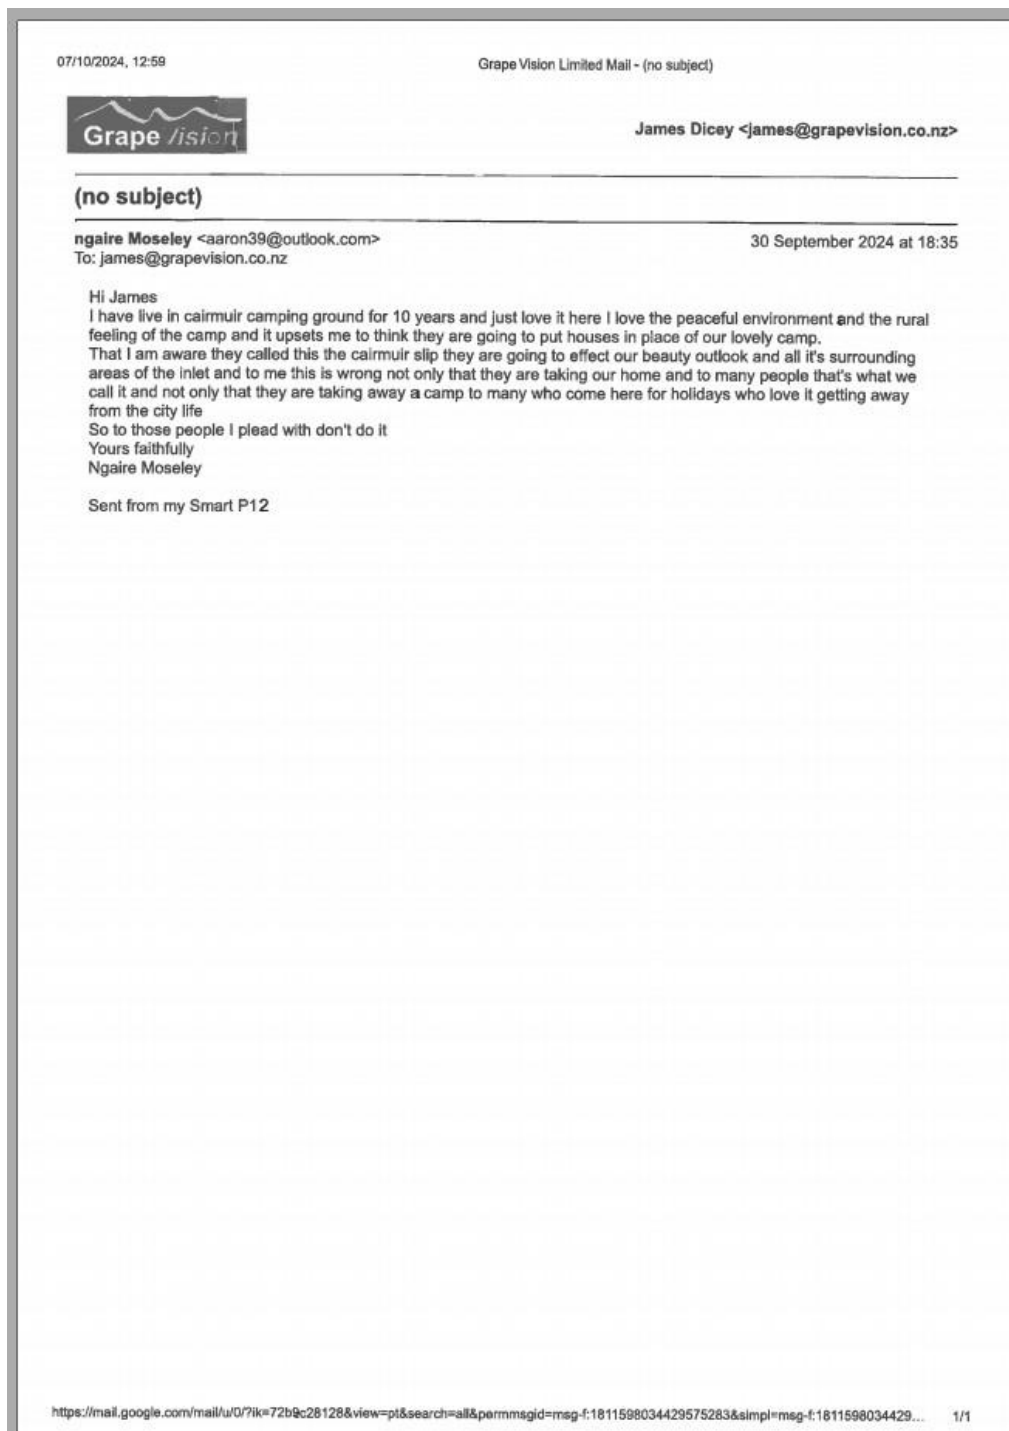 07/10/2024, 12:59
Grape Vision Limited Mail - (no subject)
Grape Vision
James Dicey <james@grapevision.co.nz>
(no subject)
ngaire Moseley <aaron39@outlook.com>
30 September 2024 at 18:35
To: james@grapevision.co.nz
Hi James
I have live in cairmuir camping ground for 10 years and just love it here I love the peaceful environment and the rural
feeling of the camp and it upsets me to think they are going to put houses in place of our lovely camp.
That I am aware they called this the cairmuir slip they are going to effect our beauty outlook and all it's surrounding
areas of the inlet and to me this is wrong not only that they are taking our home and to many people that's what we
call it and not only that they are taking away a camp to many who come here for holidays who love it getting away
from the city life
So to those people I plead with don't do it
Yours faithfully
Ngaire Moseley
Sent from my Smart P12
https://mail.google.com/mail/u/0/?ik=72b9c28128&view=pt&search=all&permmsgid=msg-f:1811598034429575283&simpl=msg-f:1811598034429...
1/1